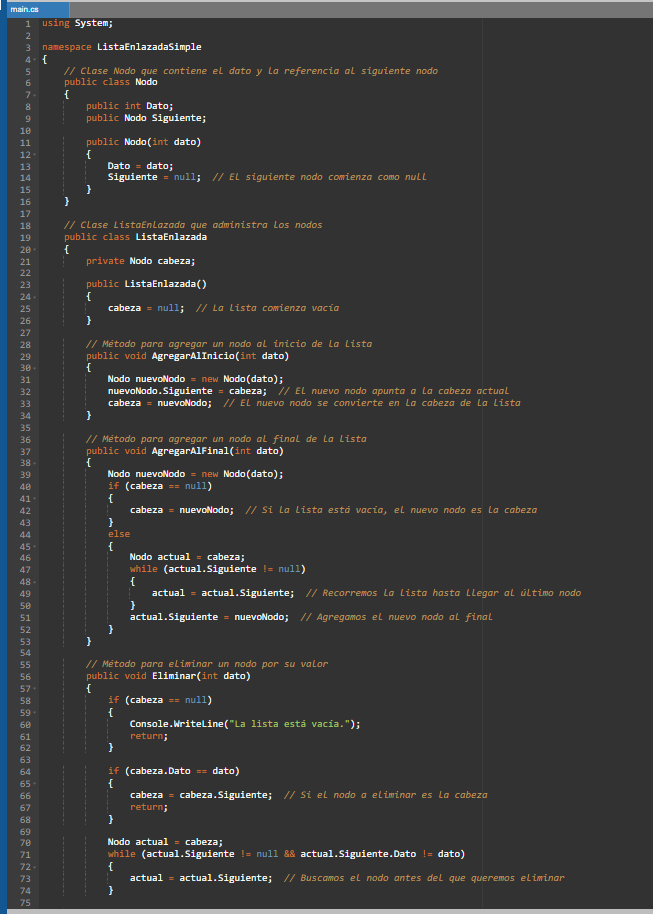 main.cs
1 using System;
2
3 namespace ListaEnlazadaSimple
4 {
5     // Clase Nodo que contiene el dato y la referencia al siguiente nodo
6     public class Nodo
7     {
8         public int Dato;
9         public Nodo Siguiente;
10
11         public Nodo(int dato)
12         {
13             Dato = dato;
14             Siguiente = null;  // El siguiente nodo comienza como null
15         }
16     }
17
18     // Clase ListaEnlazada que administra los nodos
19     public class ListaEnlazada
20     {
21         private Nodo cabeza;
22
23         public ListaEnlazada()
24         {
25             cabeza = null;  // La lista comienza vacía
26         }
27
28         // Método para agregar un nodo al inicio de la lista
29         public void AgregarAlInicio(int dato)
30         {
31             Nodo nuevoNodo = new Nodo(dato);
32             nuevoNodo.Siguiente = cabeza;  // El nuevo nodo apunta a la cabeza actual
33             cabeza = nuevoNodo;  // El nuevo nodo se convierte en la cabeza de la lista
34         }
35
36         // Método para agregar un nodo al final de la lista
37         public void AgregarAlFinal(int dato)
38         {
39             Nodo nuevoNodo = new Nodo(dato);
40             if (cabeza == null)
41             {
42                 cabeza = nuevoNodo;  // Si la lista está vacía, el nuevo nodo es la cabeza
43             }
44             else
45             {
46                 Nodo actual = cabeza;
47                 while (actual.Siguiente != null)
48                 {
49                     actual = actual.Siguiente;  // Recorremos la lista hasta llegar al último nodo
50                 }
51                 actual.Siguiente = nuevoNodo;  // Agregamos el nuevo nodo al final
52             }
53         }
54
55         // Método para eliminar un nodo por su valor
56         public void Eliminar(int dato)
57         {
58             if (cabeza == null)
59             {
60                 Console.WriteLine("La lista está vacía.");
61                 return;
62             }
63
64             if (cabeza.Dato == dato)
65             {
66                 cabeza = cabeza.Siguiente;  // Si el nodo a eliminar es la cabeza
67                 return;
68             }
69
70             Nodo actual = cabeza;
71             while (actual.Siguiente != null && actual.Siguiente.Dato != dato)
72             {
73                 actual = actual.Siguiente;  // Buscamos el nodo antes del que queremos eliminar
74             }
75